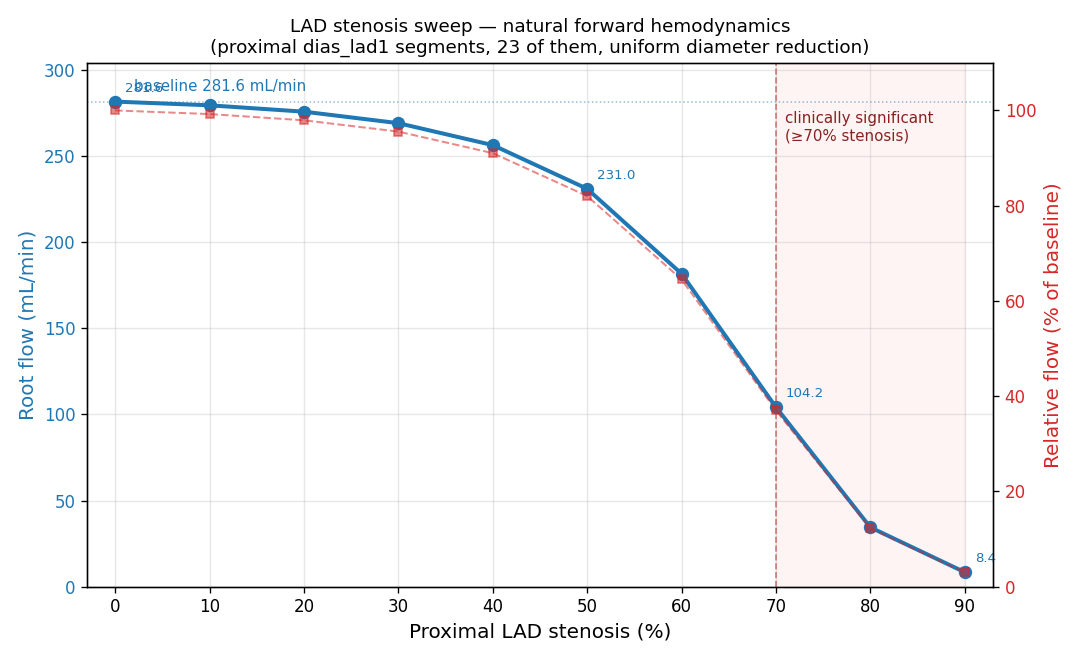 LAD stenosis sweep — natural forward hemodynamics
(proximal dias_lad1 segments, 23 of them, uniform diameter reduction)
Root flow (mL/min)
300
250
200
150
100
50
0
281.6
baseline 281.6 mL/min
231.0
104.2
8.4
clinically significant
(≥70% stenosis)
100
80
60
40
20
0
Relative flow (% of baseline)
0 10 20 30 40 50 60 70 80 90
Proximal LAD stenosis (%)